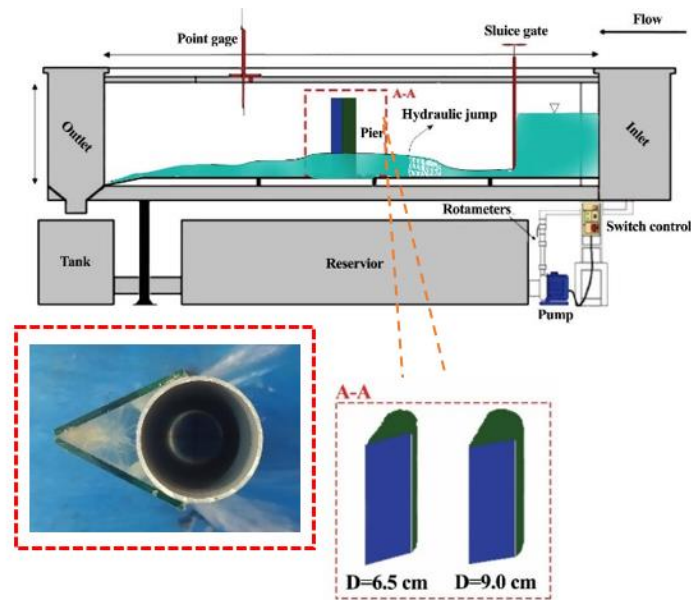 Flow
Sluice gate
Point gage
A-A
Hydraulic jump
Pier
Outlet
Inlet
Rotameters
Switch control
Tank
Reservior
Pump
A-A
D=6.5 cm
D=9.0 cm